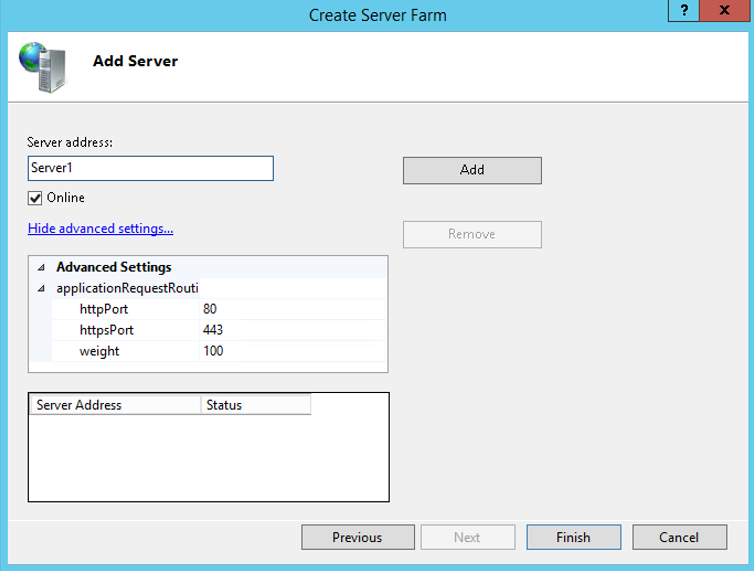 Create Server Farm
? x
Add Server
Server address:
Server1
Add
Online
Hide advanced settings...
Remove
Advanced Settings
applicationRequestRouti
httpPort 80
httpsPort 443
weight 100
Server Address Status
Previous Next Finish Cancel